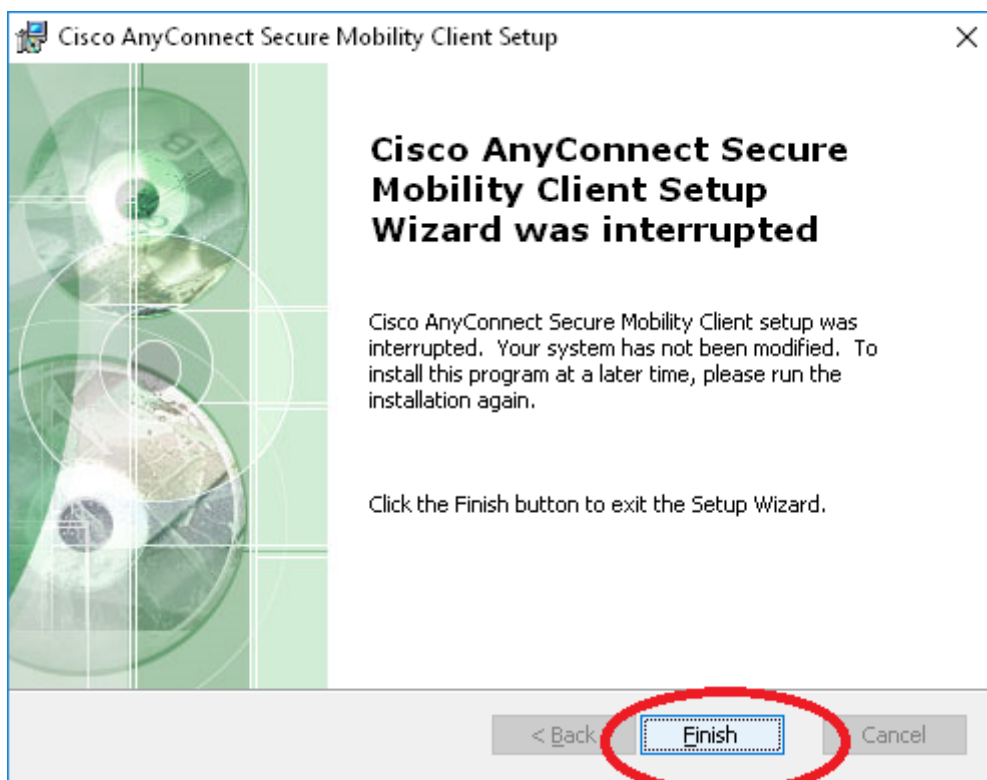 Cisco AnyConnect Secure Mobility Client Setup
Cisco AnyConnect Secure
Mobility Client Setup
Wizard was interrupted
Cisco AnyConnect Secure Mobility Client setup was
interrupted. Your system has not been modified. To
install this program at a later time, please run the
installation again.
Click the Finish button to exit the Setup Wizard.
< Back Finish Cancel